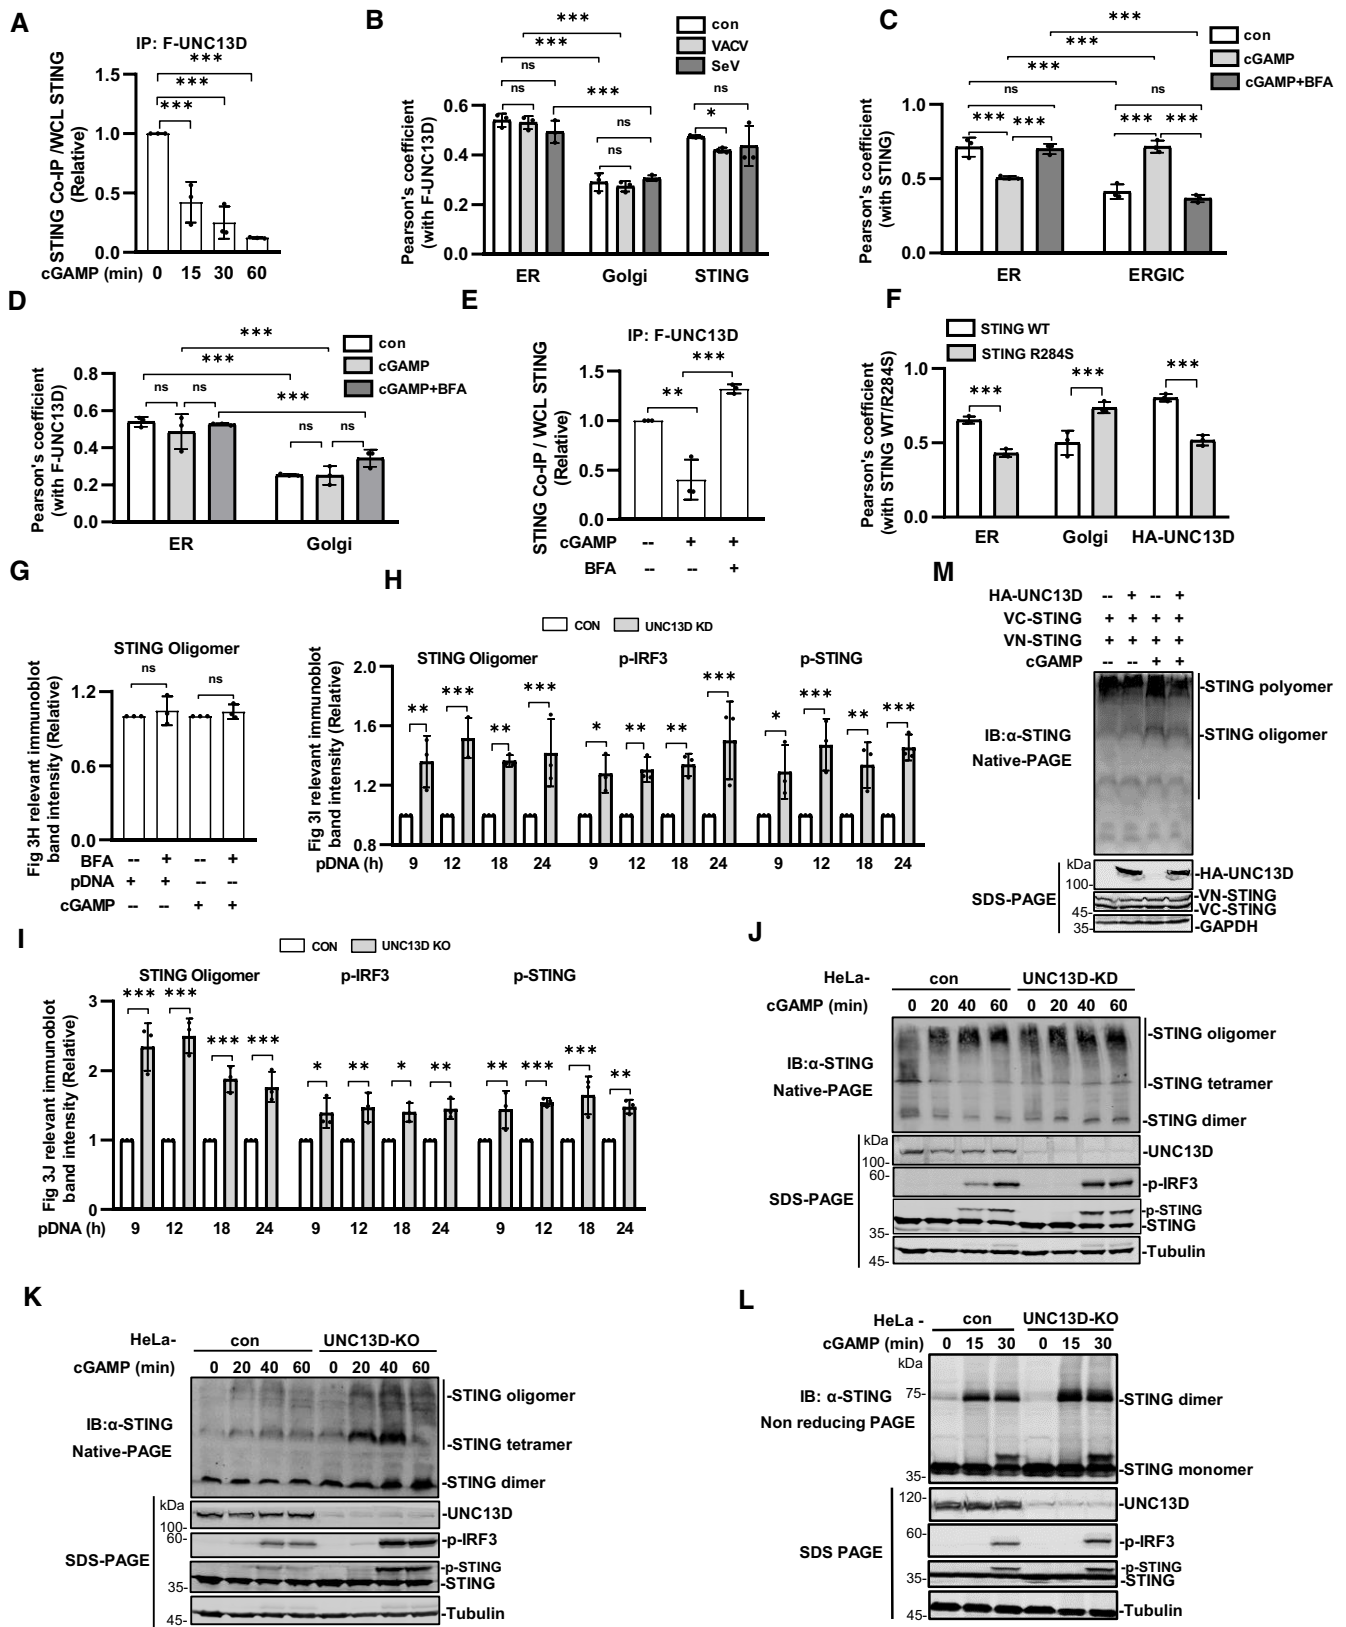 A
IP: F-UNC13D
STING Co-IP /WCL STING
(Relative)
1.5
1.0
0.5
0.0
***
***
***
cGAMP (min) 0 15 30 60
B
con
VACV
SeV
Pearson's coefficient
(with F-UNC13D)
0.6
0.4
0.2
0.0
***
***
ns
ns
***
ns
ns
ns
*
ER Golgi STING
C
con
cGAMP
cGAMP+BFA
Pearson's coefficient
(with STING)
1.0
0.5
0.0
***
***
***
ns
ns
*** *** *** ***
ER ERGIC
D
con
cGAMP
cGAMP+BFA
Pearson's coefficient
(with F-UNC13D)
0.8
0.6
0.4
0.2
0.0
***
***
ns ns
***
ns ns
ER Golgi
E
IP: F-UNC13D
STING Co-IP / WCL STING
(Relative)
1.5
1.0
0.5
0.0
***
**
cGAMP -- + +
BFA -- -- +
F
STING WT
STING R284S
Pearson's coefficient
(with STING WT/R284S)
1.0
0.5
0.0
*** *** ***
ER Golgi HA-UNC13D
G
STING Oligomer
Fig 3H relevant immunoblot
band intensity (Relative)
1.2
0.6
0.0
ns ns
BFA -- + -- +
pDNA + + -- --
cGAMP -- -- + +
H
CON UNC13D KD
Fig 3I relevant immunoblot
band intensity (Relative)
2.0
1.6
1.2
0.8
STING Oligomer p-IRF3 p-STING
** *** ** *** * ** ** *** * *** ** ***
pDNA (h) 9 12 18 24 9 12 18 24 9 12 18 24
M
HA-UNC13D -- + -- +
VC-STING + + + +
VN-STING + + + +
cGAMP -- -- + +
-STING polyomer
IB:α-STING
-STING oligomer
Native-PAGE
kDa
100-
-HA-UNC13D
SDS-PAGE
-VN-STING
45-
-VC-STING
35-
-GAPDH
I
CON UNC13D KO
Fig 3J relevant immunoblot
band intensity (Relative)
3
2
1
0
STING Oligomer p-IRF3 p-STING
*** *** *** *** * ** * ** ** *** *** **
pDNA (h) 9 12 18 24 9 12 18 24 9 12 18 24
J
HeLa- con UNC13D-KD
cGAMP (min) 0 20 40 60 0 20 40 60
-STING oligomer
IB:α-STING
Native-PAGE
-STING tetramer
-STING dimer
kDa
100-
-UNC13D
60-
-p-IRF3
SDS-PAGE
-p-STING
-STING
35-
-Tubulin
45-
K
HeLa- con UNC13D-KO
cGAMP (min) 0 20 40 60 0 20 40 60
-STING oligomer
IB:α-STING
Native-PAGE
-STING tetramer
-STING dimer
kDa
100-
-UNC13D
60-
-p-IRF3
SDS-PAGE
-p-STING
-STING
35-
-Tubulin
45-
L
HeLa - con UNC13D-KO
cGAMP (min) 0 15 30 0 15 30
kDa
75-
IB: α-STING
-STING dimer
Non reducing PAGE
-STING monomer
35-
120-
-UNC13D
60-
-p-IRF3
SDS PAGE
-p-STING
35-
-STING
-Tubulin
45-